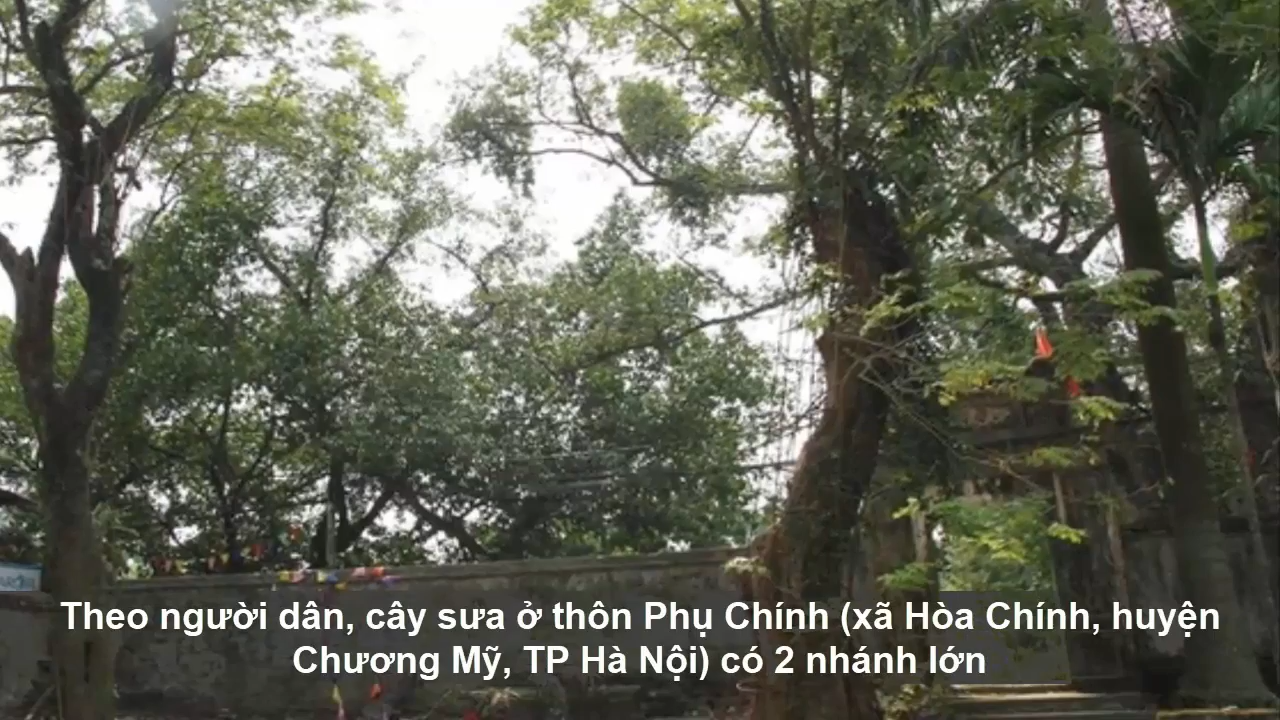 Theo người dân, cây sưa ở thôn Phụ Chính (xã Hòa Chính, huyện
Chương Mỹ, TP Hà Nội) có 2 nhánh lớn